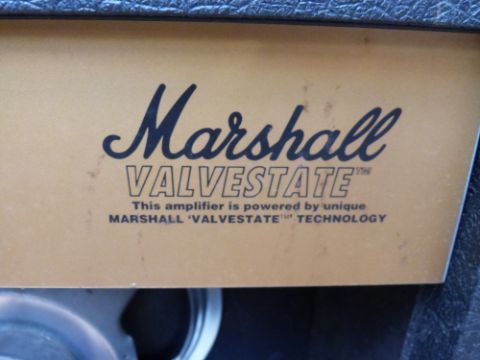 Marshall
VALVESTATE™
This amplifier is powered by unique
MARSHALL 'VALVESTATE™' TECHNOLOGY